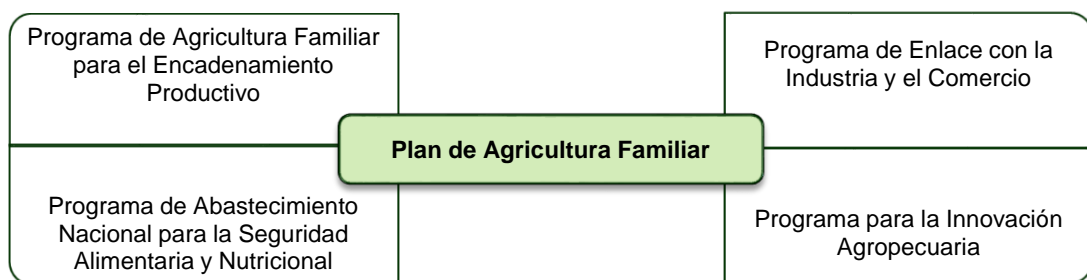 Programa de Agricultura Familiar
para el Encadenamiento
Productivo
Programa de Enlace con la
Industria y el Comercio
Plan de Agricultura Familiar
Programa de Abastecimiento
Nacional para la Seguridad
Alimentaria y Nutricional
Programa para la Innovación
Agropecuaria